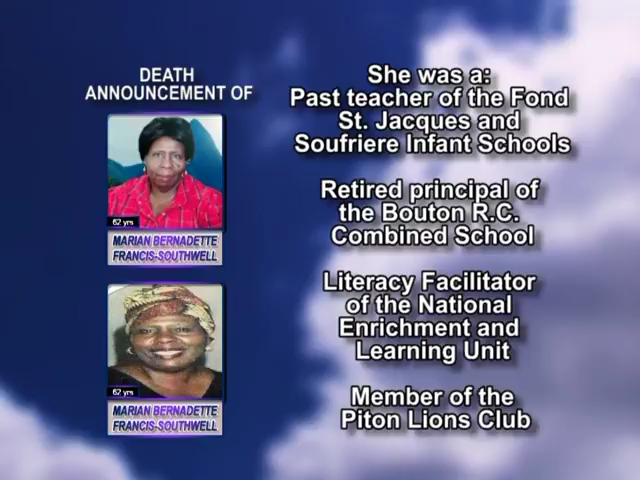 DEATH
ANNOUNCEMENT OF
62 yrs
MARIAN BERNADETTE
FRANCIS-SOUTHWELL
62 yrs
MARIAN BERNADETTE
FRANCIS-SOUTHWELL
She was a:
Past teacher of the Fond
St. Jacques and
Soufriere Infant Schools
Retired principal of
the Bouton R.C.
Combined School
Literacy Facilitator
of the National
Enrichment and
Learning Unit
Member of the
Piton Lions Club